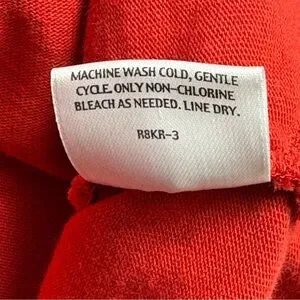 MACHINE WASH COLD, GENTLE
CYCLE. ONLY NON-CHLORINE
BLEACH AS NEEDED. LINE DRY.
R8KR-3